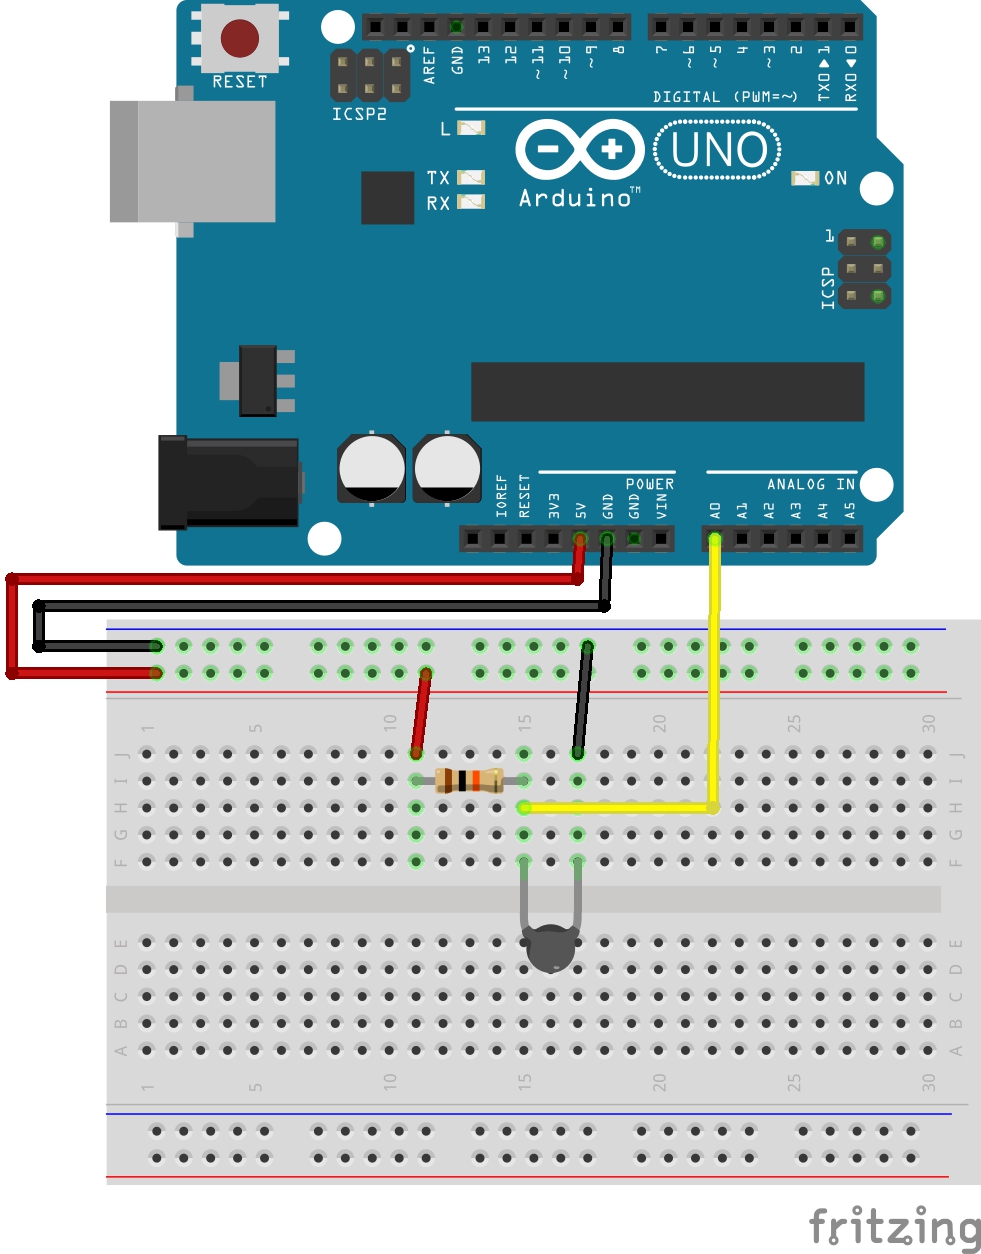 RESET
ICSP2
AREF
GND
13
12
~11
~10
~9
8
7
~6
~5
4
~3
2
TX0▶1
RX0◀0
DIGITAL (PWM=~)
L
TX
RX
Arduino™
UNO
ON
1
ICSP
IOREF
RESET
3V3
5V
GND
GND
VIN
POWER
ANALOG IN
A0
A1
A2
A3
A4
A5
1
5
10
15
20
25
30
J
I
H
G
F
J
I
H
G
F
E
D
C
B
A
E
D
C
B
A
1
5
10
15
20
25
30
fritzing